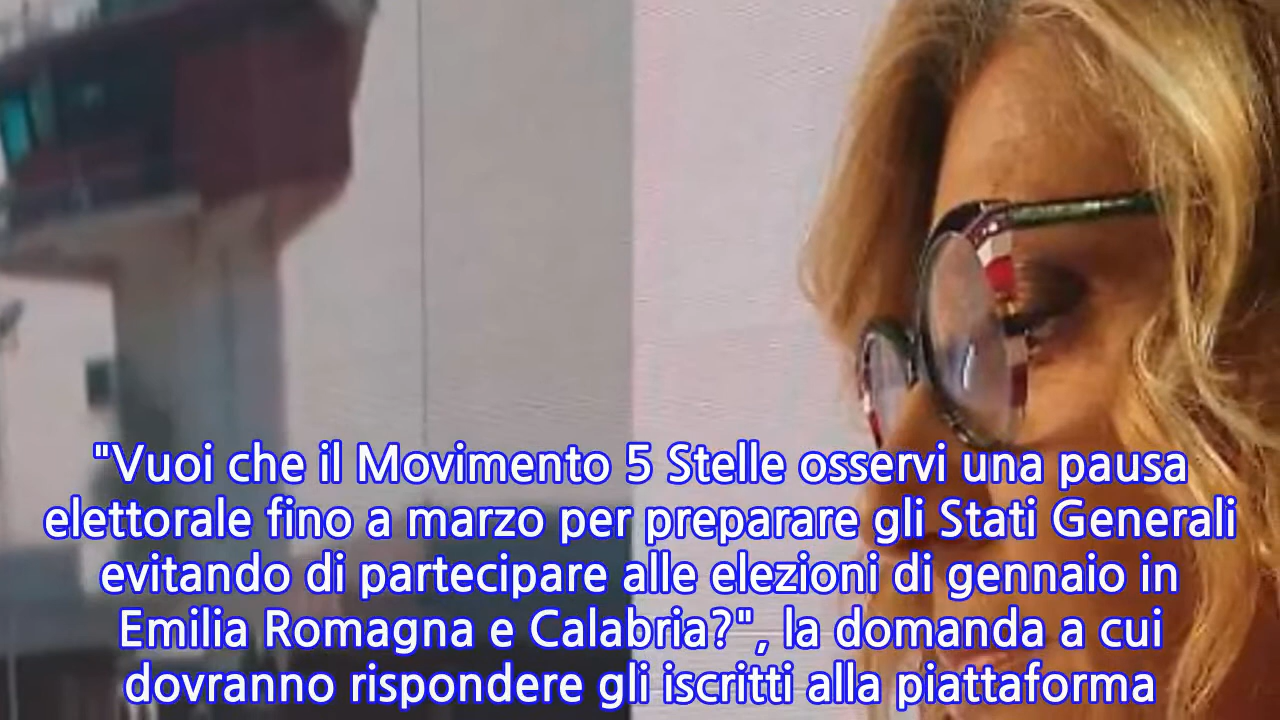 "Vuoi che il Movimento 5 Stelle osservi una pausa
elettorale fino a marzo per preparare gli Stati Generali
evitando di partecipare alle elezioni di gennaio in
Emilia Romagna e Calabria?", la domanda a cui
dovranno rispondere gli iscritti alla piattaforma